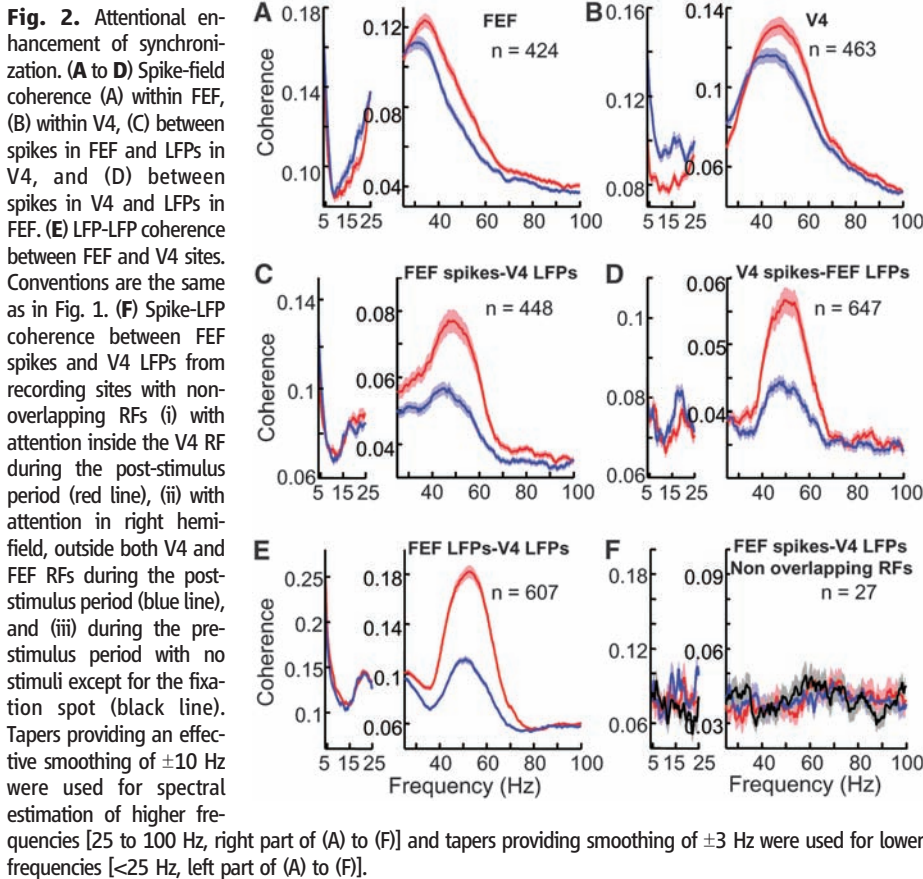 Fig. 2. Attentional en-
hancement of synchroni-
zation. (A to D) Spike-field
coherence (A) within FEF,
(B) within V4, (C) between
spikes in FEF and LFPs in
V4, and (D) between
spikes in V4 and LFPs in
FEF. (E) LFP-LFP coherence
between FEF and V4 sites.
Conventions are the same
as in Fig. 1. (F) Spike-LFP
coherence between FEF
spikes and V4 LFPs from
recording sites with non-
overlapping RFs (i) with
attention inside the V4 RF
during the post-stimulus
period (red line), (ii) with
attention in right hemi-
field, outside both V4 and
FEF RFs during the post-
stimulus period (blue line),
and (iii) during the pre-
stimulus period with no
stimuli except for the fixa-
tion spot (black line).
Tapers providing an effec-
tive smoothing of ±10 Hz
were used for spectral
estimation of higher fre-
quencies [25 to 100 Hz, right part of (A) to (F)] and tapers providing smoothing of ±3 Hz were used for lower
frequencies [<25 Hz, left part of (A) to (F)].
A
FEF
n = 424
Coherence
0.18
0.14
0.10
0.12
0.08
0.04
5 15 25
40 60 80 100
B
V4
n = 463
0.16
0.12
0.08
0.14
0.10
0.06
5 15 25
40 60 80 100
C
FEF spikes-V4 LFPs
n = 448
Coherence
0.14
0.1
0.06
0.08
0.06
0.04
5 15 25
40 60 80 100
D
V4 spikes-FEF LFPs
n = 647
0.1
0.08
0.06
0.06
0.05
0.04
5 15 25
40 60 80 100
E
FEF LFPs-V4 LFPs
n = 607
Coherence
0.25
0.2
0.15
0.1
0.18
0.14
0.1
0.06
5 15 25
40 60 80 100
Frequency (Hz)
F
FEF spikes-V4 LFPs
Non overlapping RFs
n = 27
0.18
0.12
0.06
0.09
0.06
0.03
5 15 25
40 60 80 100
Frequency (Hz)